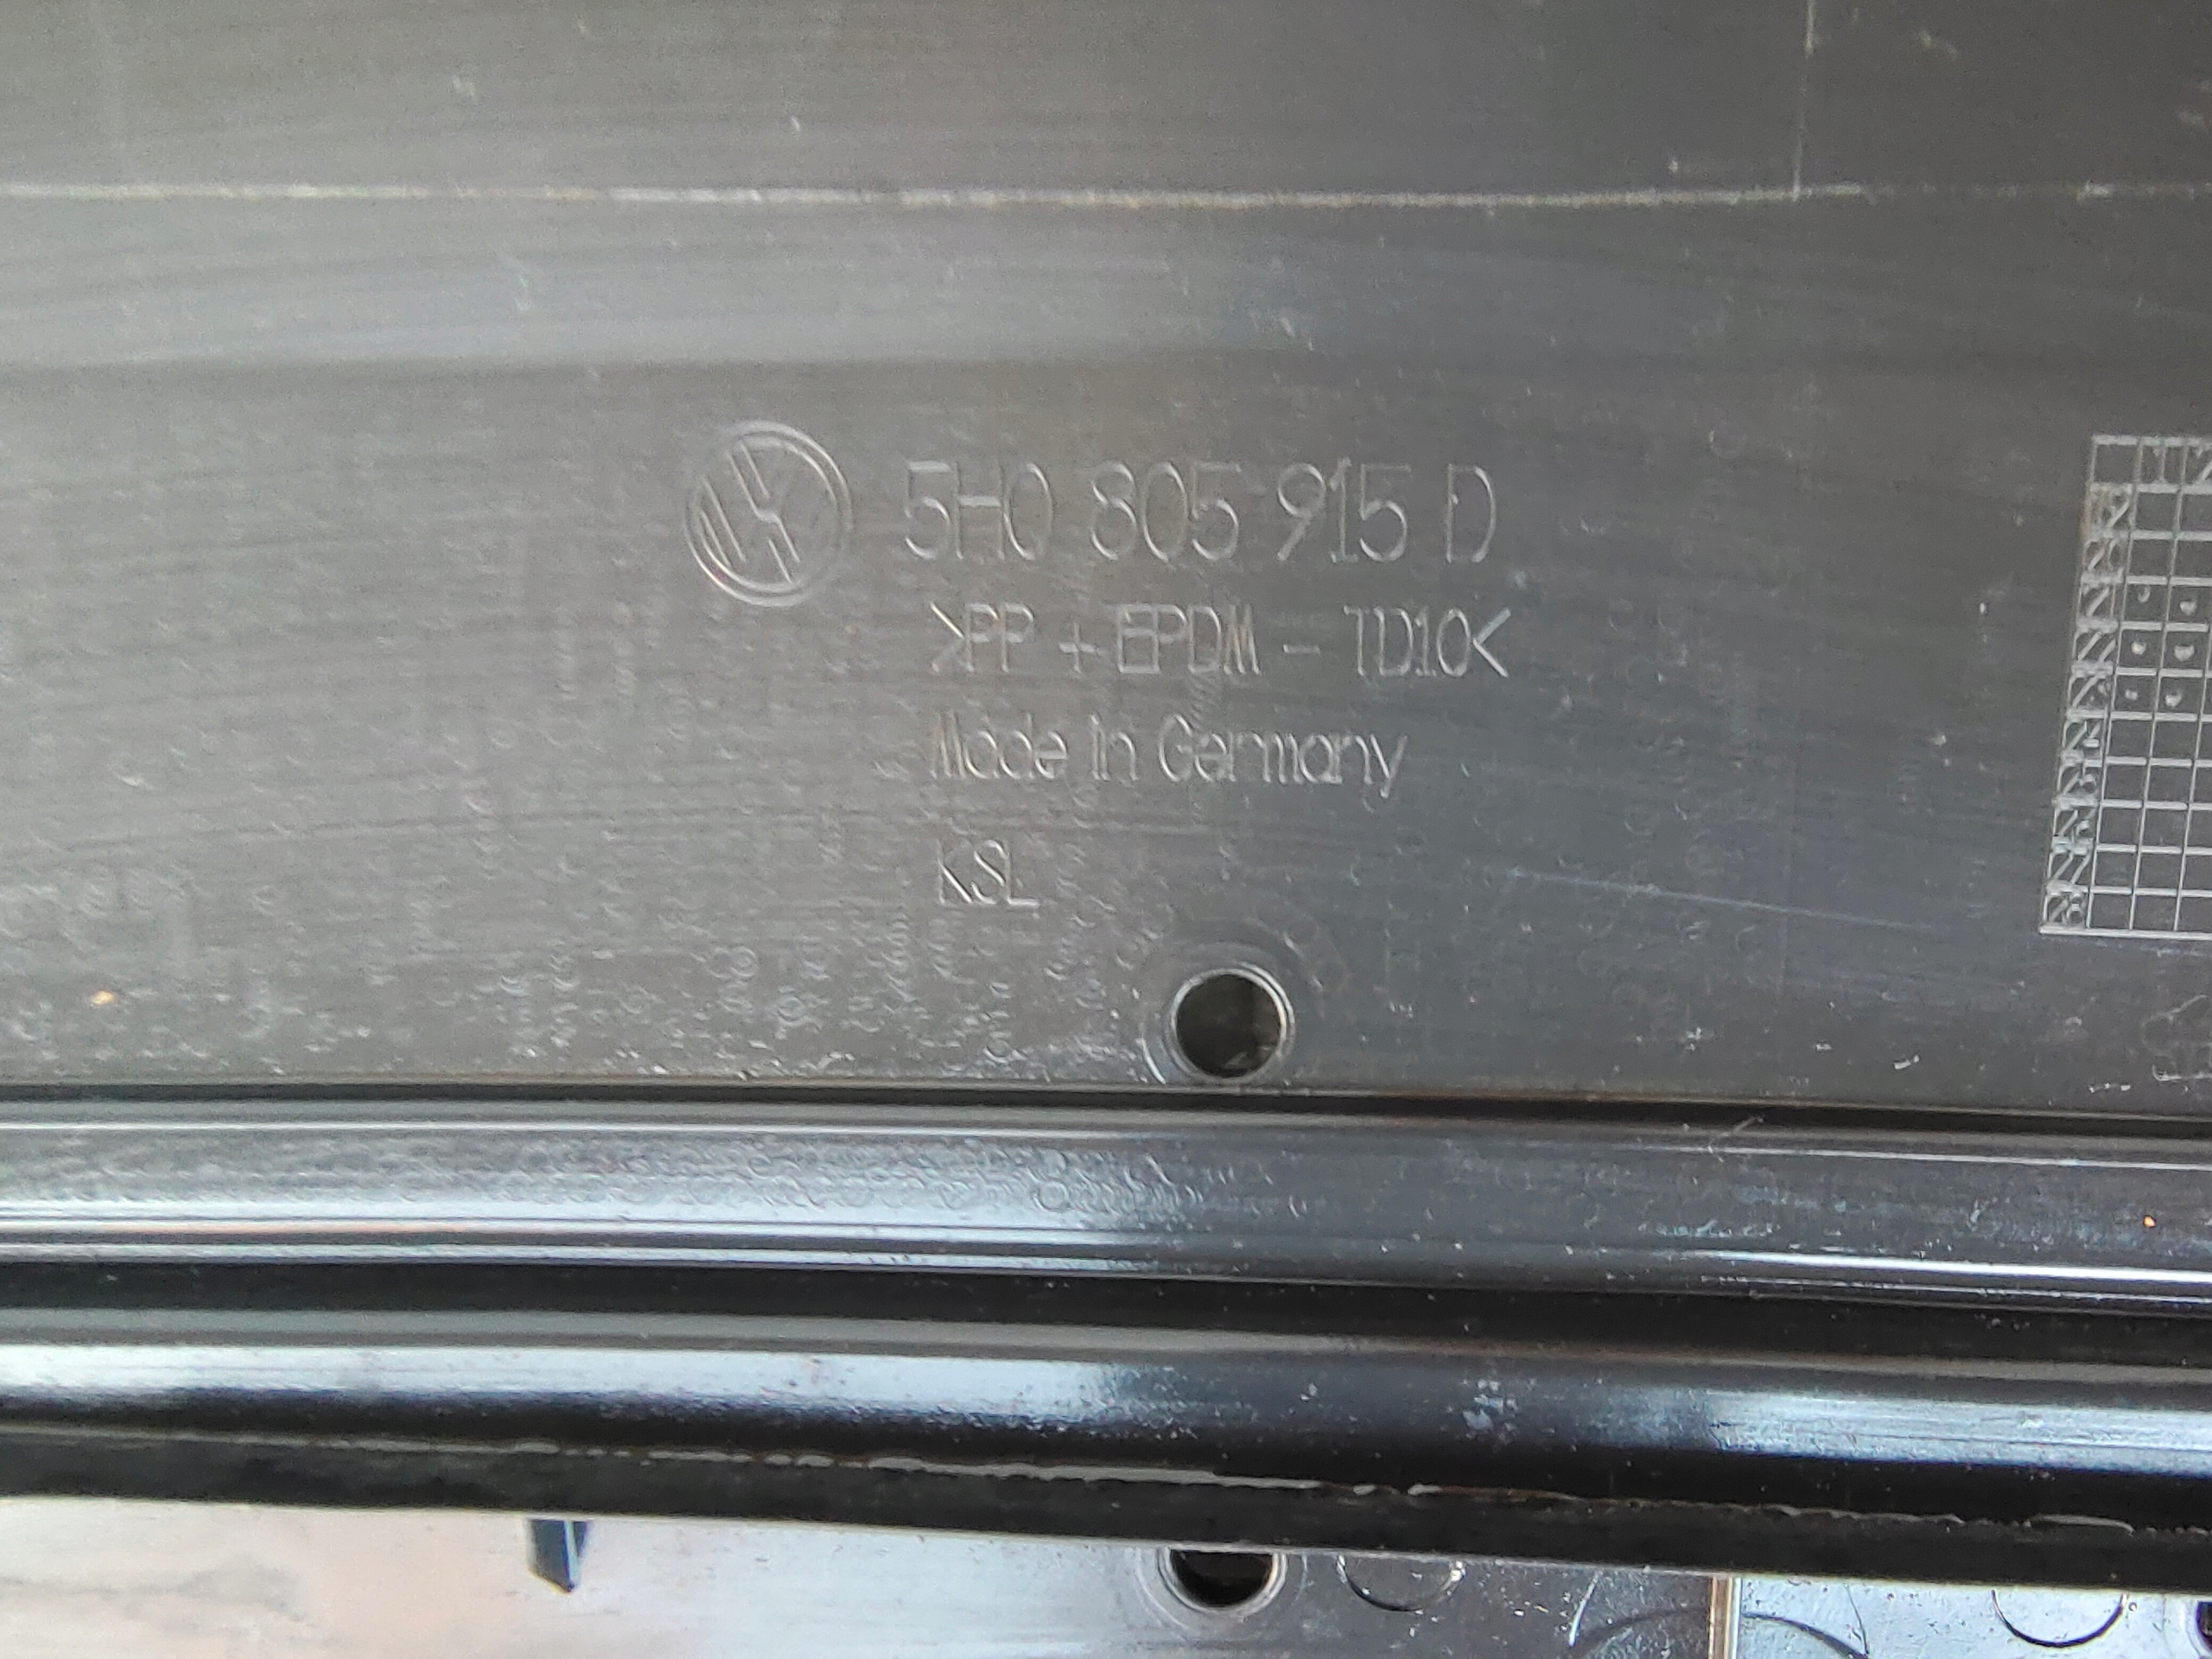 5H0 805 915 D
>PP + EPDM - TD10<
Made in Germany
KSL